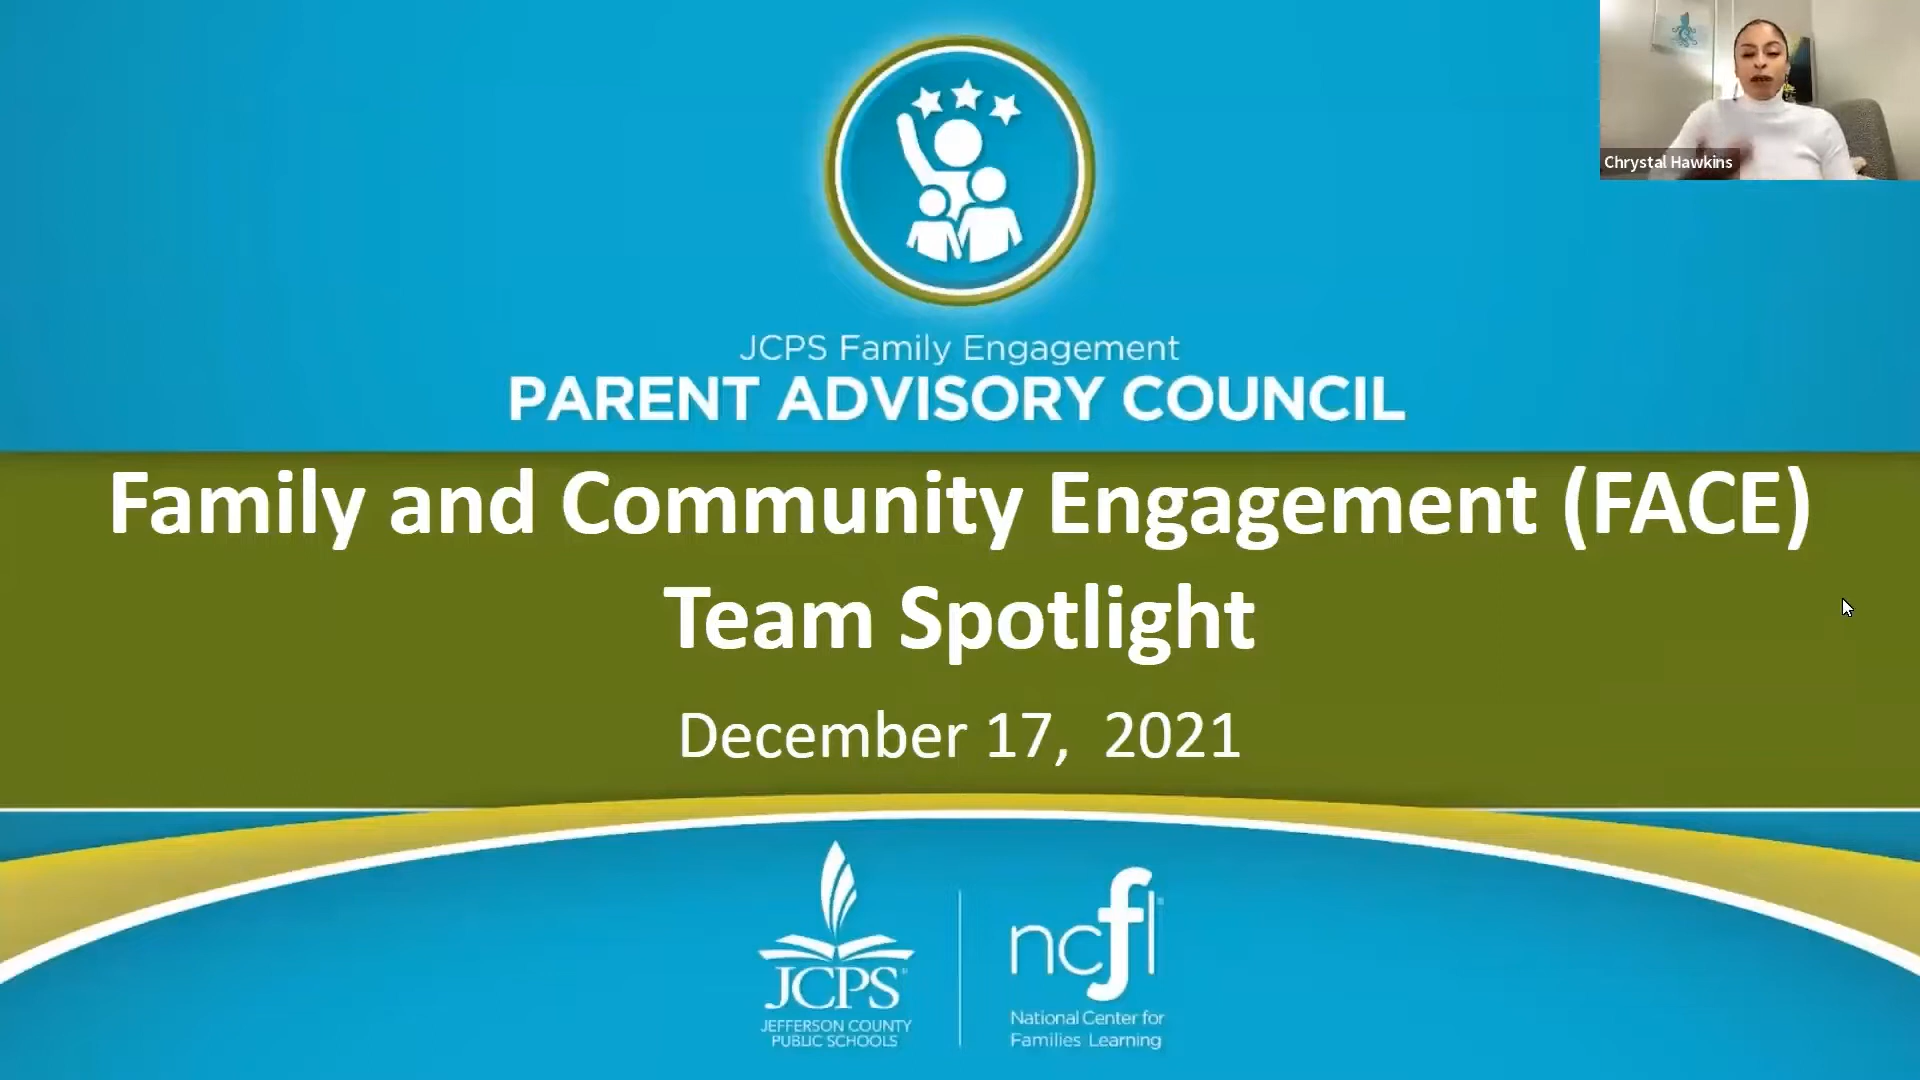 Chrystal Hawkins
JCPS Family Engagement
PARENT ADVISORY COUNCIL
Family and Community Engagement (FACE)
Team Spotlight
December 17, 2021
JCPS
JEFFERSON COUNTY
PUBLIC SCHOOLS
ncfl
National Center for
Families Learning